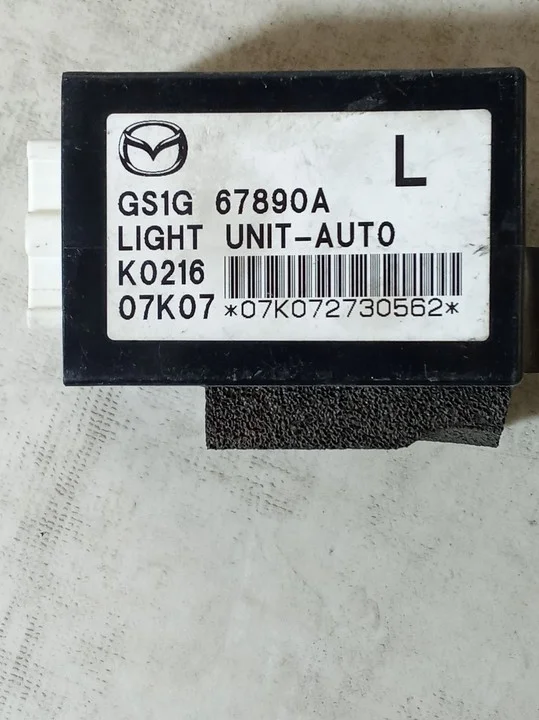 L
GS1G 67890A
LIGHT UNIT-AUTO
K0216
07K07 *07K072730562*